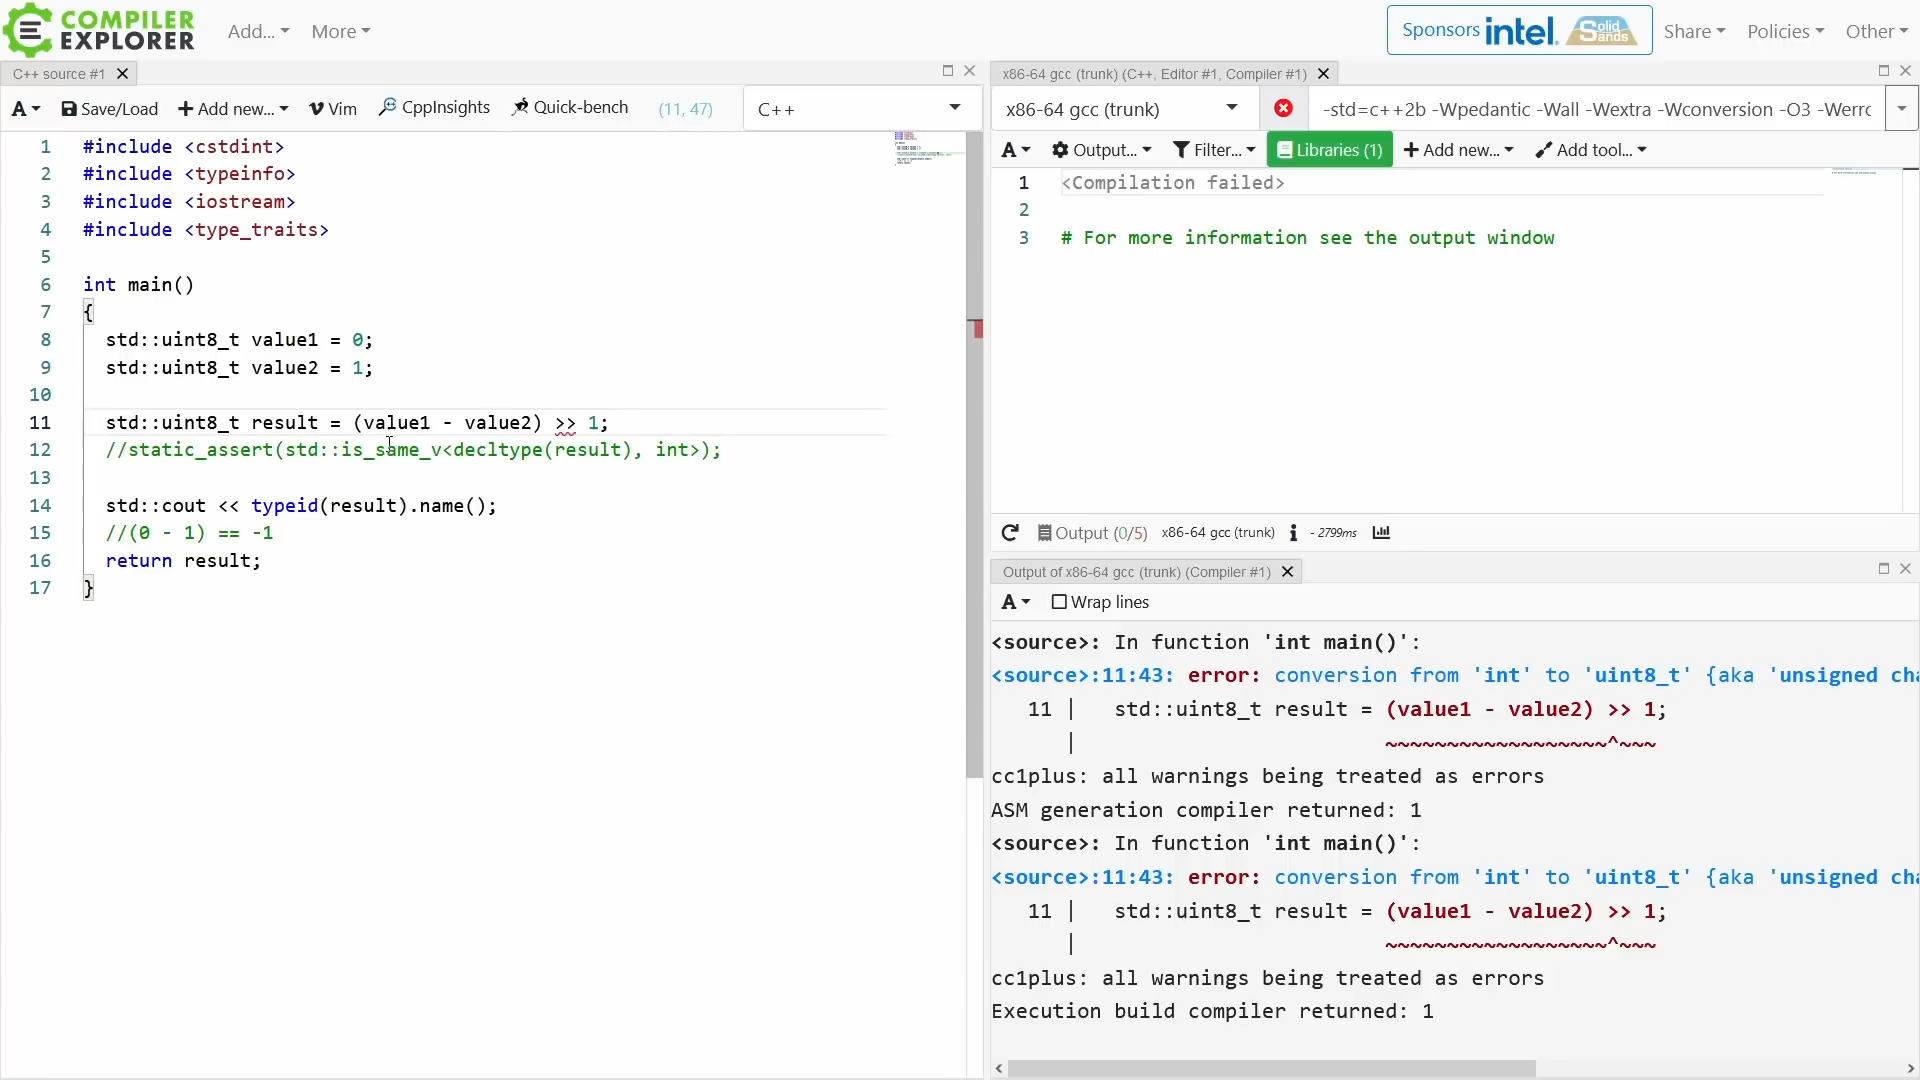 COMPILER
EXPLORER
Add...
More
Sponsors intel. Solid Sands
Share
Policies
Other
C++ source #1
A
Save/Load
Add new...
Vim
CppInsights
Quick-bench
(11, 47)
C++
1 #include <cstdint>
2 #include <typeinfo>
3 #include <iostream>
4 #include <type_traits>
5
6 int main()
7 {
8 std::uint8_t value1 = 0;
9 std::uint8_t value2 = 1;
10
11 std::uint8_t result = (value1 - value2) >> 1;
12 //static_assert(std::is_same_v<decltype(result), int>);
13
14 std::cout << typeid(result).name();
15 //(0 - 1) == -1
16 return result;
17 }
x86-64 gcc (trunk) (C++, Editor #1, Compiler #1)
x86-64 gcc (trunk)
-std=c++2b -Wpedantic -Wall -Wextra -Wconversion -O3 -Werrc
A
Output...
Filter...
Libraries (1)
Add new...
Add tool...
1 <Compilation failed>
2
3 # For more information see the output window
Output (0/5) x86-64 gcc (trunk) i - 2799ms
Output of x86-64 gcc (trunk) (Compiler #1)
A
Wrap lines
<source>: In function 'int main()':
<source>:11:43: error: conversion from 'int' to 'uint8_t' {aka 'unsigned cha
11 | std::uint8_t result = (value1 - value2) >> 1;
| ~~~~~~~~~~~~~~~~~~^~~~
cc1plus: all warnings being treated as errors
ASM generation compiler returned: 1
<source>: In function 'int main()':
<source>:11:43: error: conversion from 'int' to 'uint8_t' {aka 'unsigned cha
11 | std::uint8_t result = (value1 - value2) >> 1;
| ~~~~~~~~~~~~~~~~~~^~~~
cc1plus: all warnings being treated as errors
Execution build compiler returned: 1